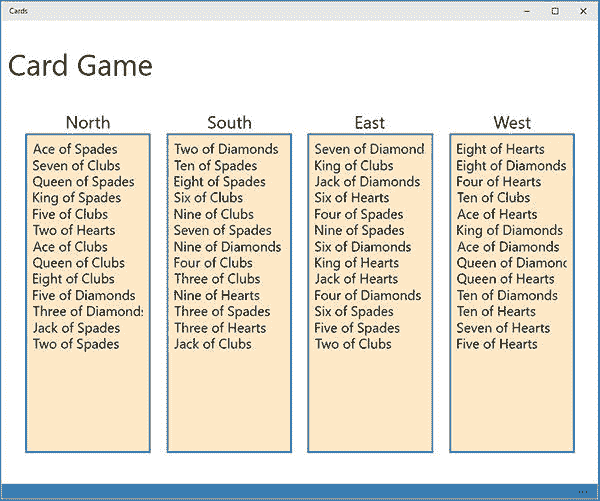 Cards
Card Game
North
Ace of Spades
Seven of Clubs
Queen of Spades
King of Spades
Five of Clubs
Two of Hearts
Ace of Clubs
Queen of Clubs
Eight of Clubs
Five of Diamonds
Three of Diamonds
Jack of Spades
Two of Spades
South
Two of Diamonds
Ten of Spades
Eight of Spades
Six of Clubs
Nine of Clubs
Seven of Spades
Nine of Diamonds
Four of Clubs
Three of Clubs
Nine of Hearts
Three of Spades
Three of Hearts
Jack of Clubs
East
Seven of Diamond
King of Clubs
Jack of Diamonds
Six of Hearts
Four of Spades
Nine of Spades
Six of Diamonds
King of Hearts
Jack of Hearts
Four of Diamonds
Six of Spades
Five of Spades
Two of Clubs
West
Eight of Hearts
Eight of Diamonds
Four of Hearts
Ten of Clubs
Ace of Hearts
King of Diamonds
Ace of Diamonds
Queen of Diamond
Queen of Hearts
Ten of Diamonds
Ten of Hearts
Seven of Hearts
Five of Hearts